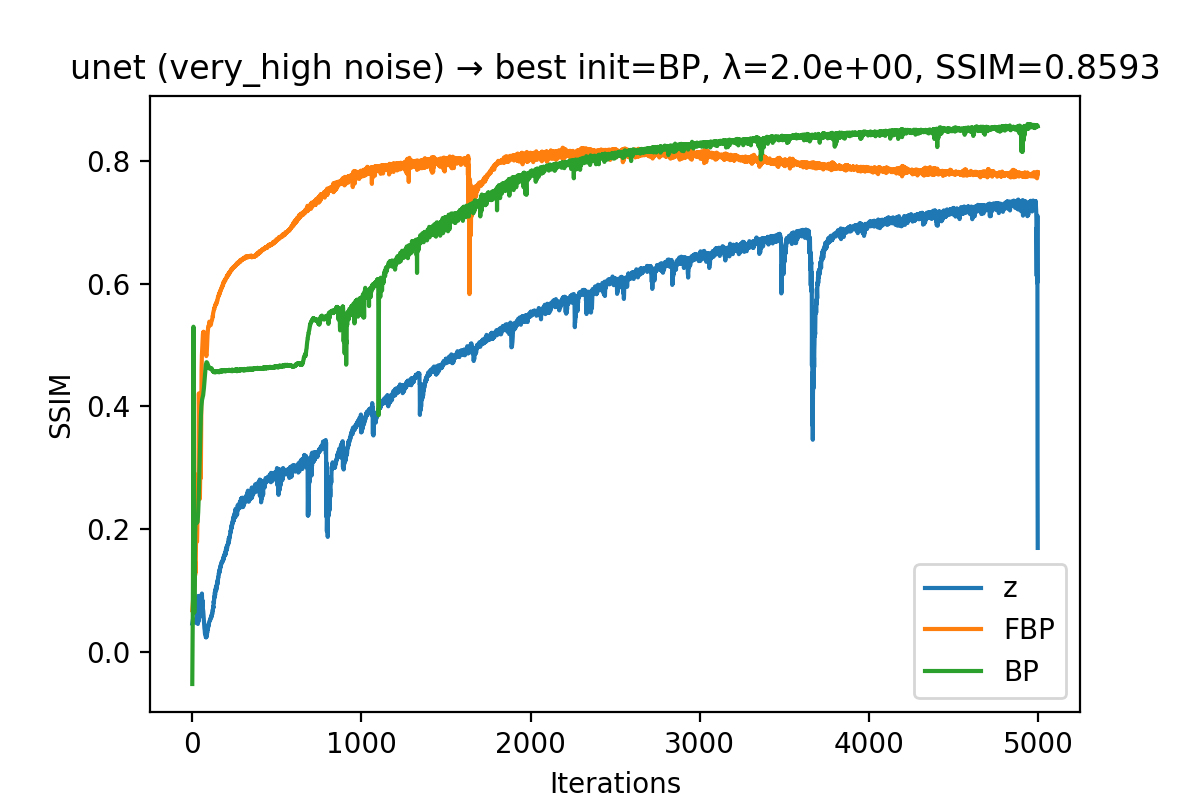 unet (very_high noise) → best init=BP, λ=2.0e+00, SSIM=0.8593
SSIM
0.8
0.6
0.4
0.2
0.0
z
FBP
BP
0 1000 2000 3000 4000 5000
Iterations